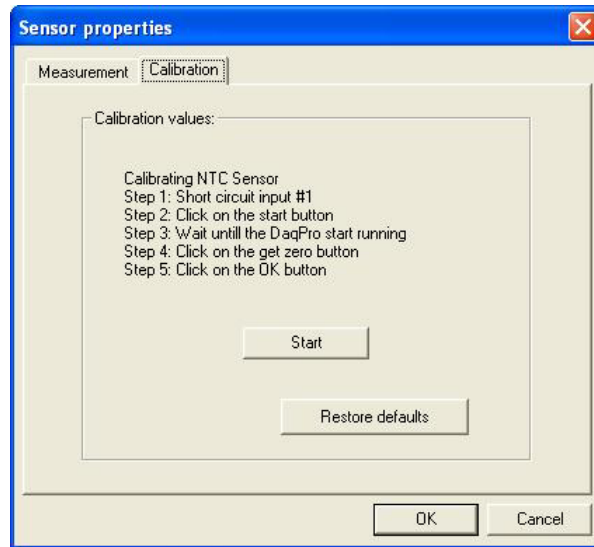 Sensor properties
Measurement Calibration
Calibration values:
Calibrating NTC Sensor
Step 1: Short circuit input #1
Step 2: Click on the start button
Step 3: Wait untill the DaqPro start running
Step 4: Click on the get zero button
Step 5: Click on the OK button
Start
Restore defaults
OK Cancel